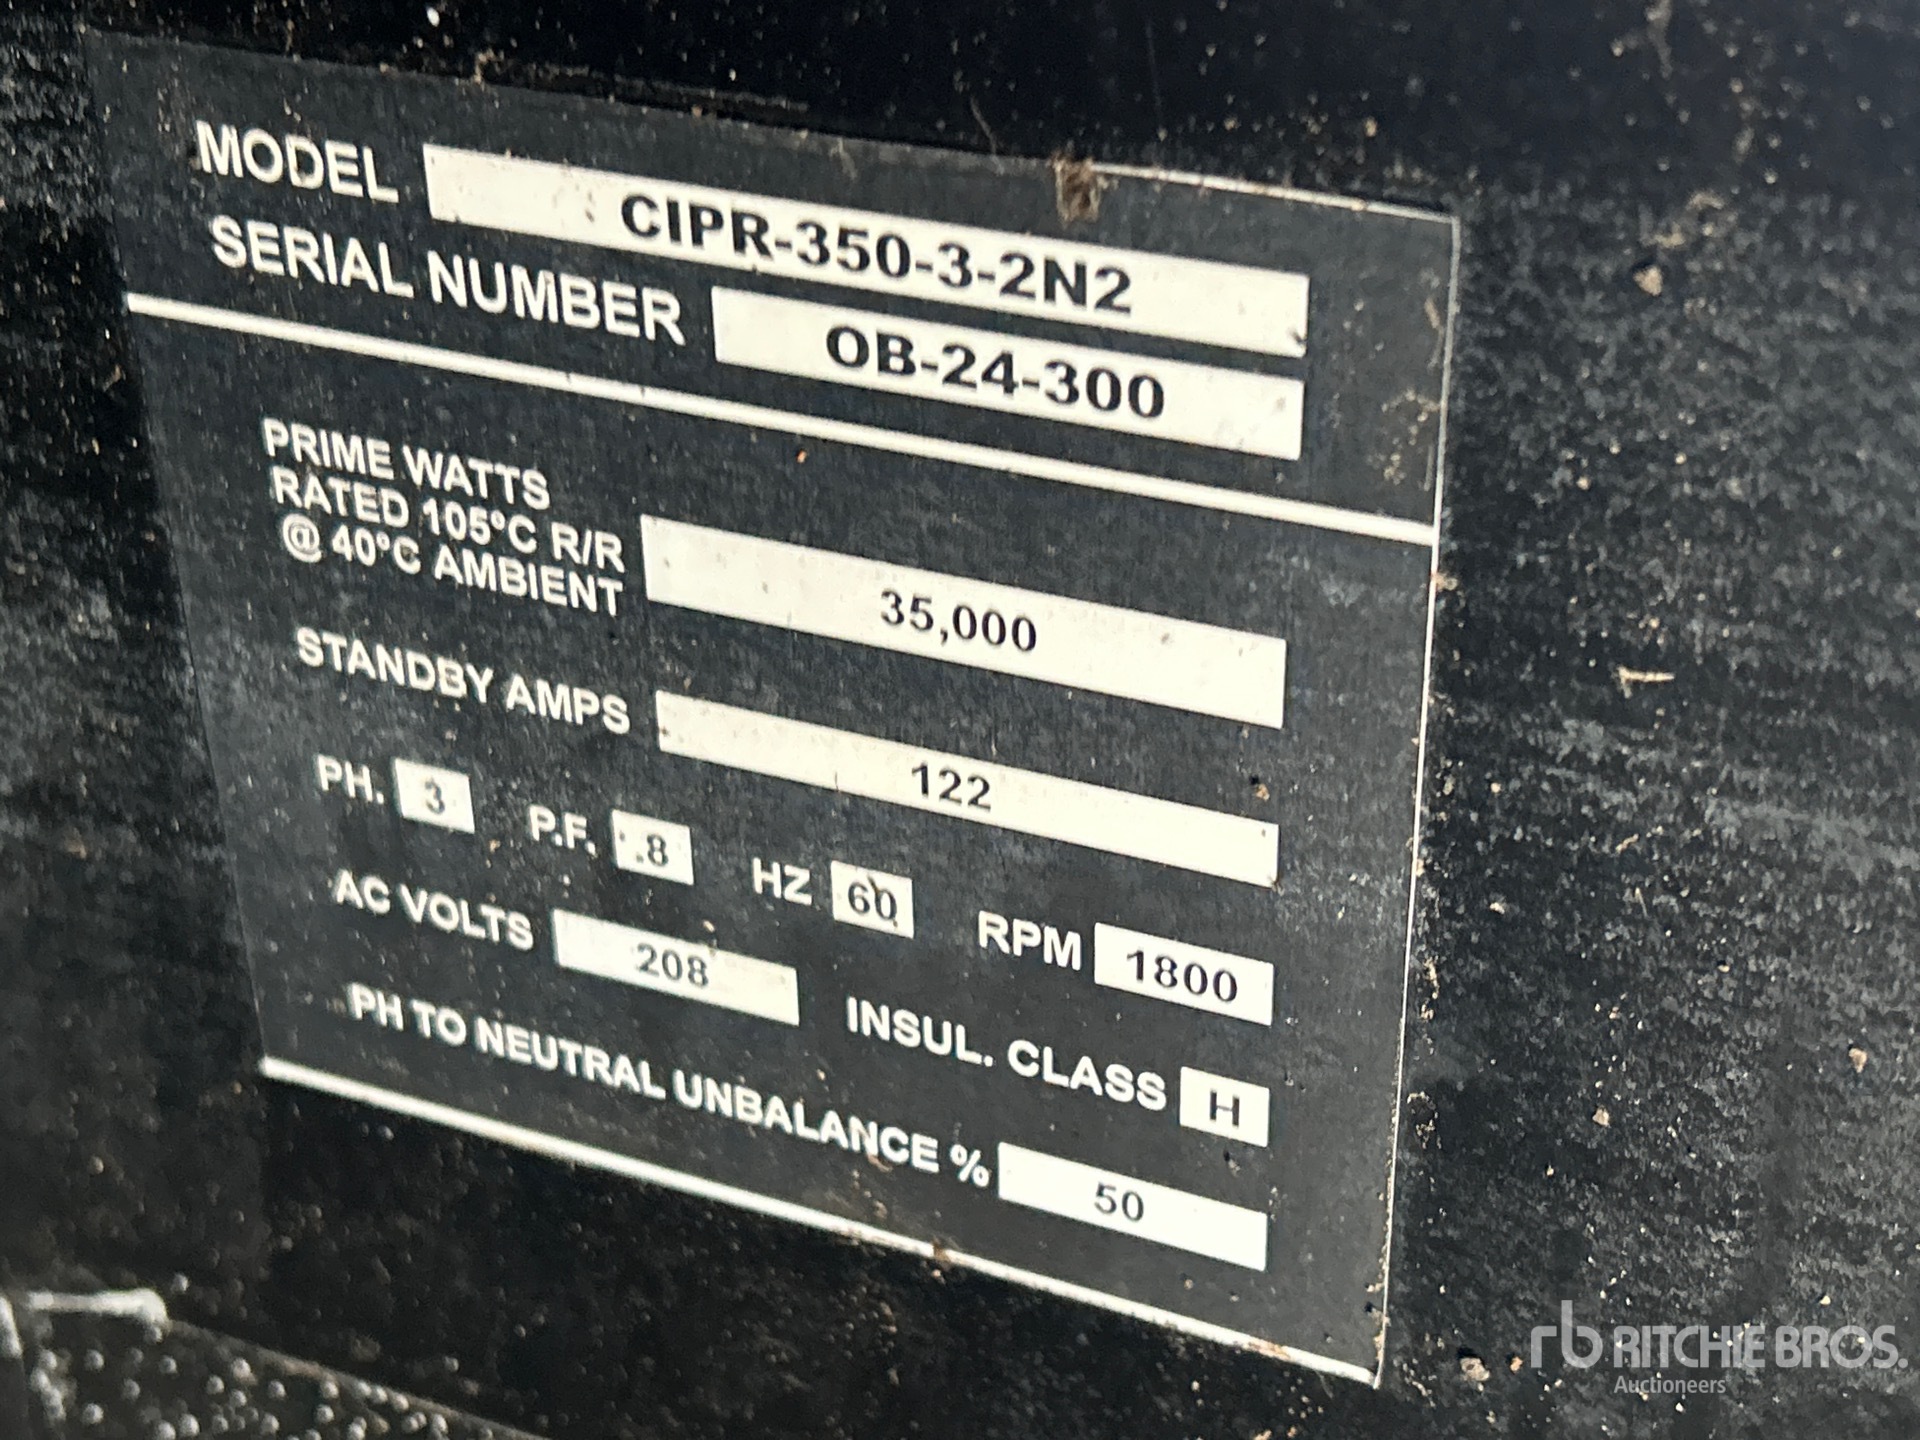 MODEL CIPR-350-3-2N2
SERIAL NUMBER OB-24-300
PRIME WATTS
RATED 105°C R/R
@ 40°C AMBIENT 35,000
STANDBY AMPS 122
PH. 3 P.F. .8 HZ 60 RPM 1800
AC VOLTS 208 INSUL. CLASS H
PH TO NEUTRAL UNBALANCE % 50
rb RITCHIE BROS.
Auctioneers